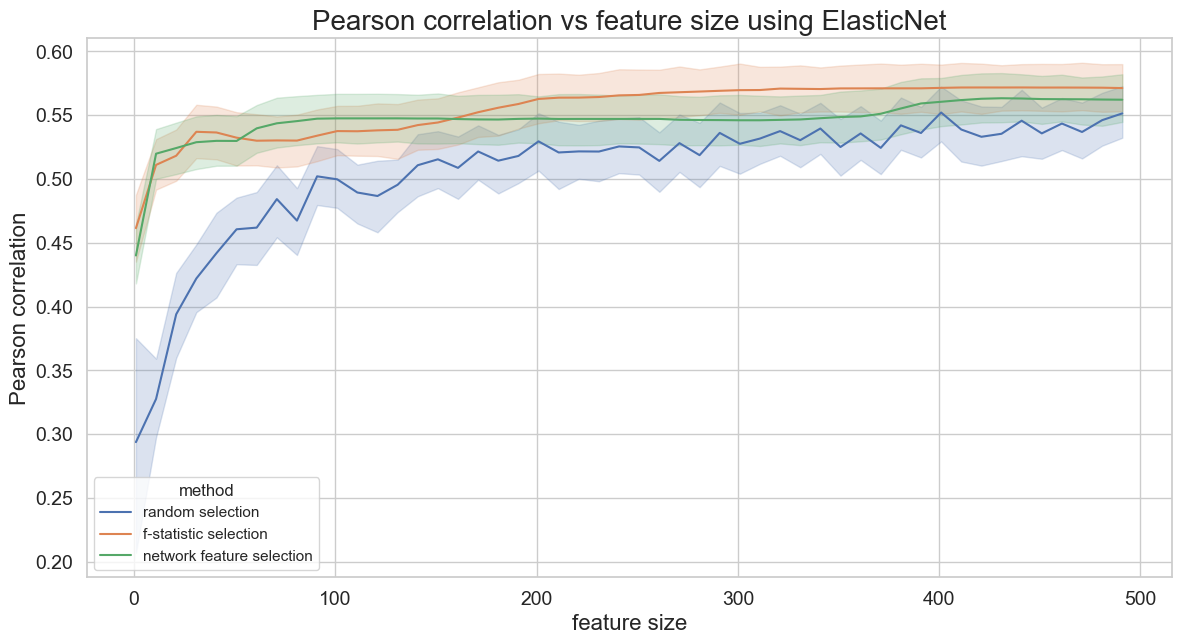 Pearson correlation vs feature size using ElasticNet
0.60
0.55
0.50
0.45
0.40
0.35
0.30
0.25
0.20
Pearson correlation
method
random selection
f-statistic selection
network feature selection
0 100 200 300 400 500
feature size